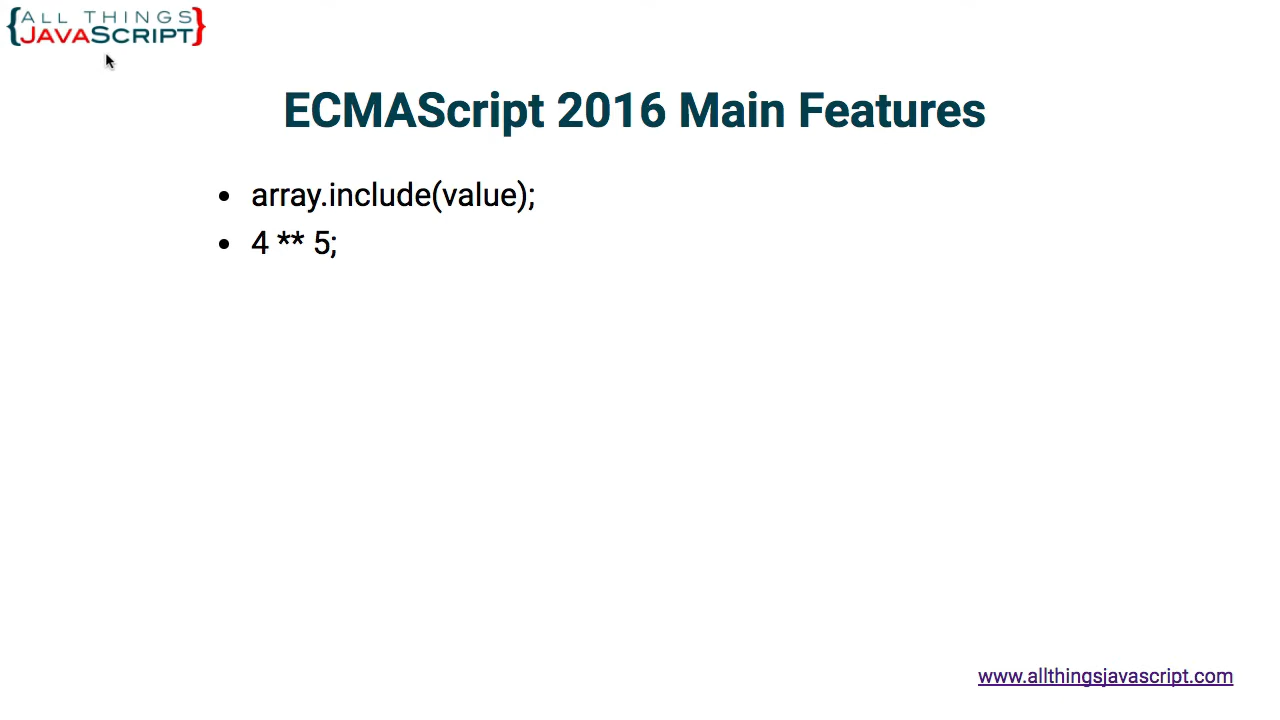 {ALL THINGS
JAVASCRIPT}
ECMAScript 2016 Main Features
• array.include(value);
• 4 ** 5;
www.allthingsjavascript.com